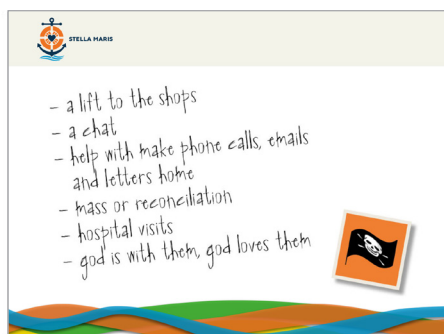 STELLA MARIS
- a lift to the shops
- a chat
- help with make phone calls, emails
and letters home
- mass or reconciliation
- hospital visits
- god is with them, god loves them